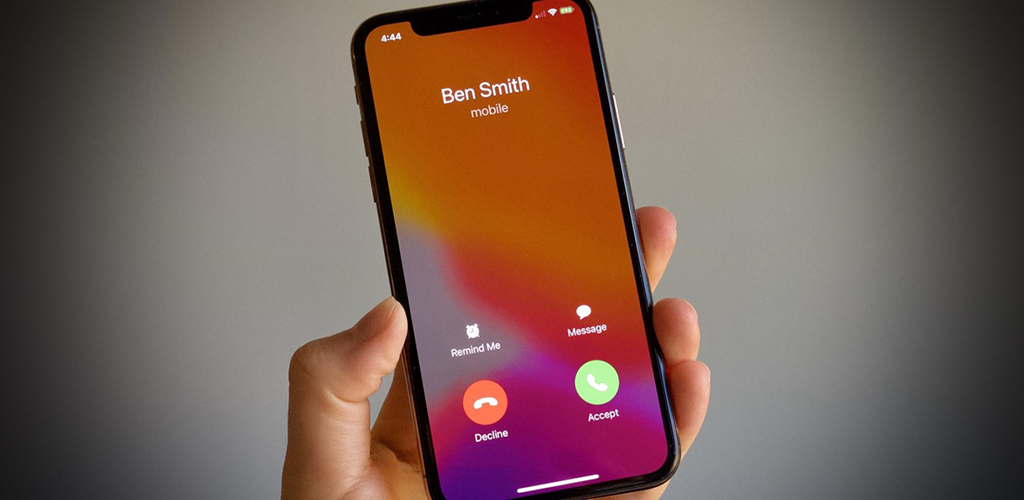 4:44
Ben Smith
mobile
Remind Me
Message
Decline
Accept